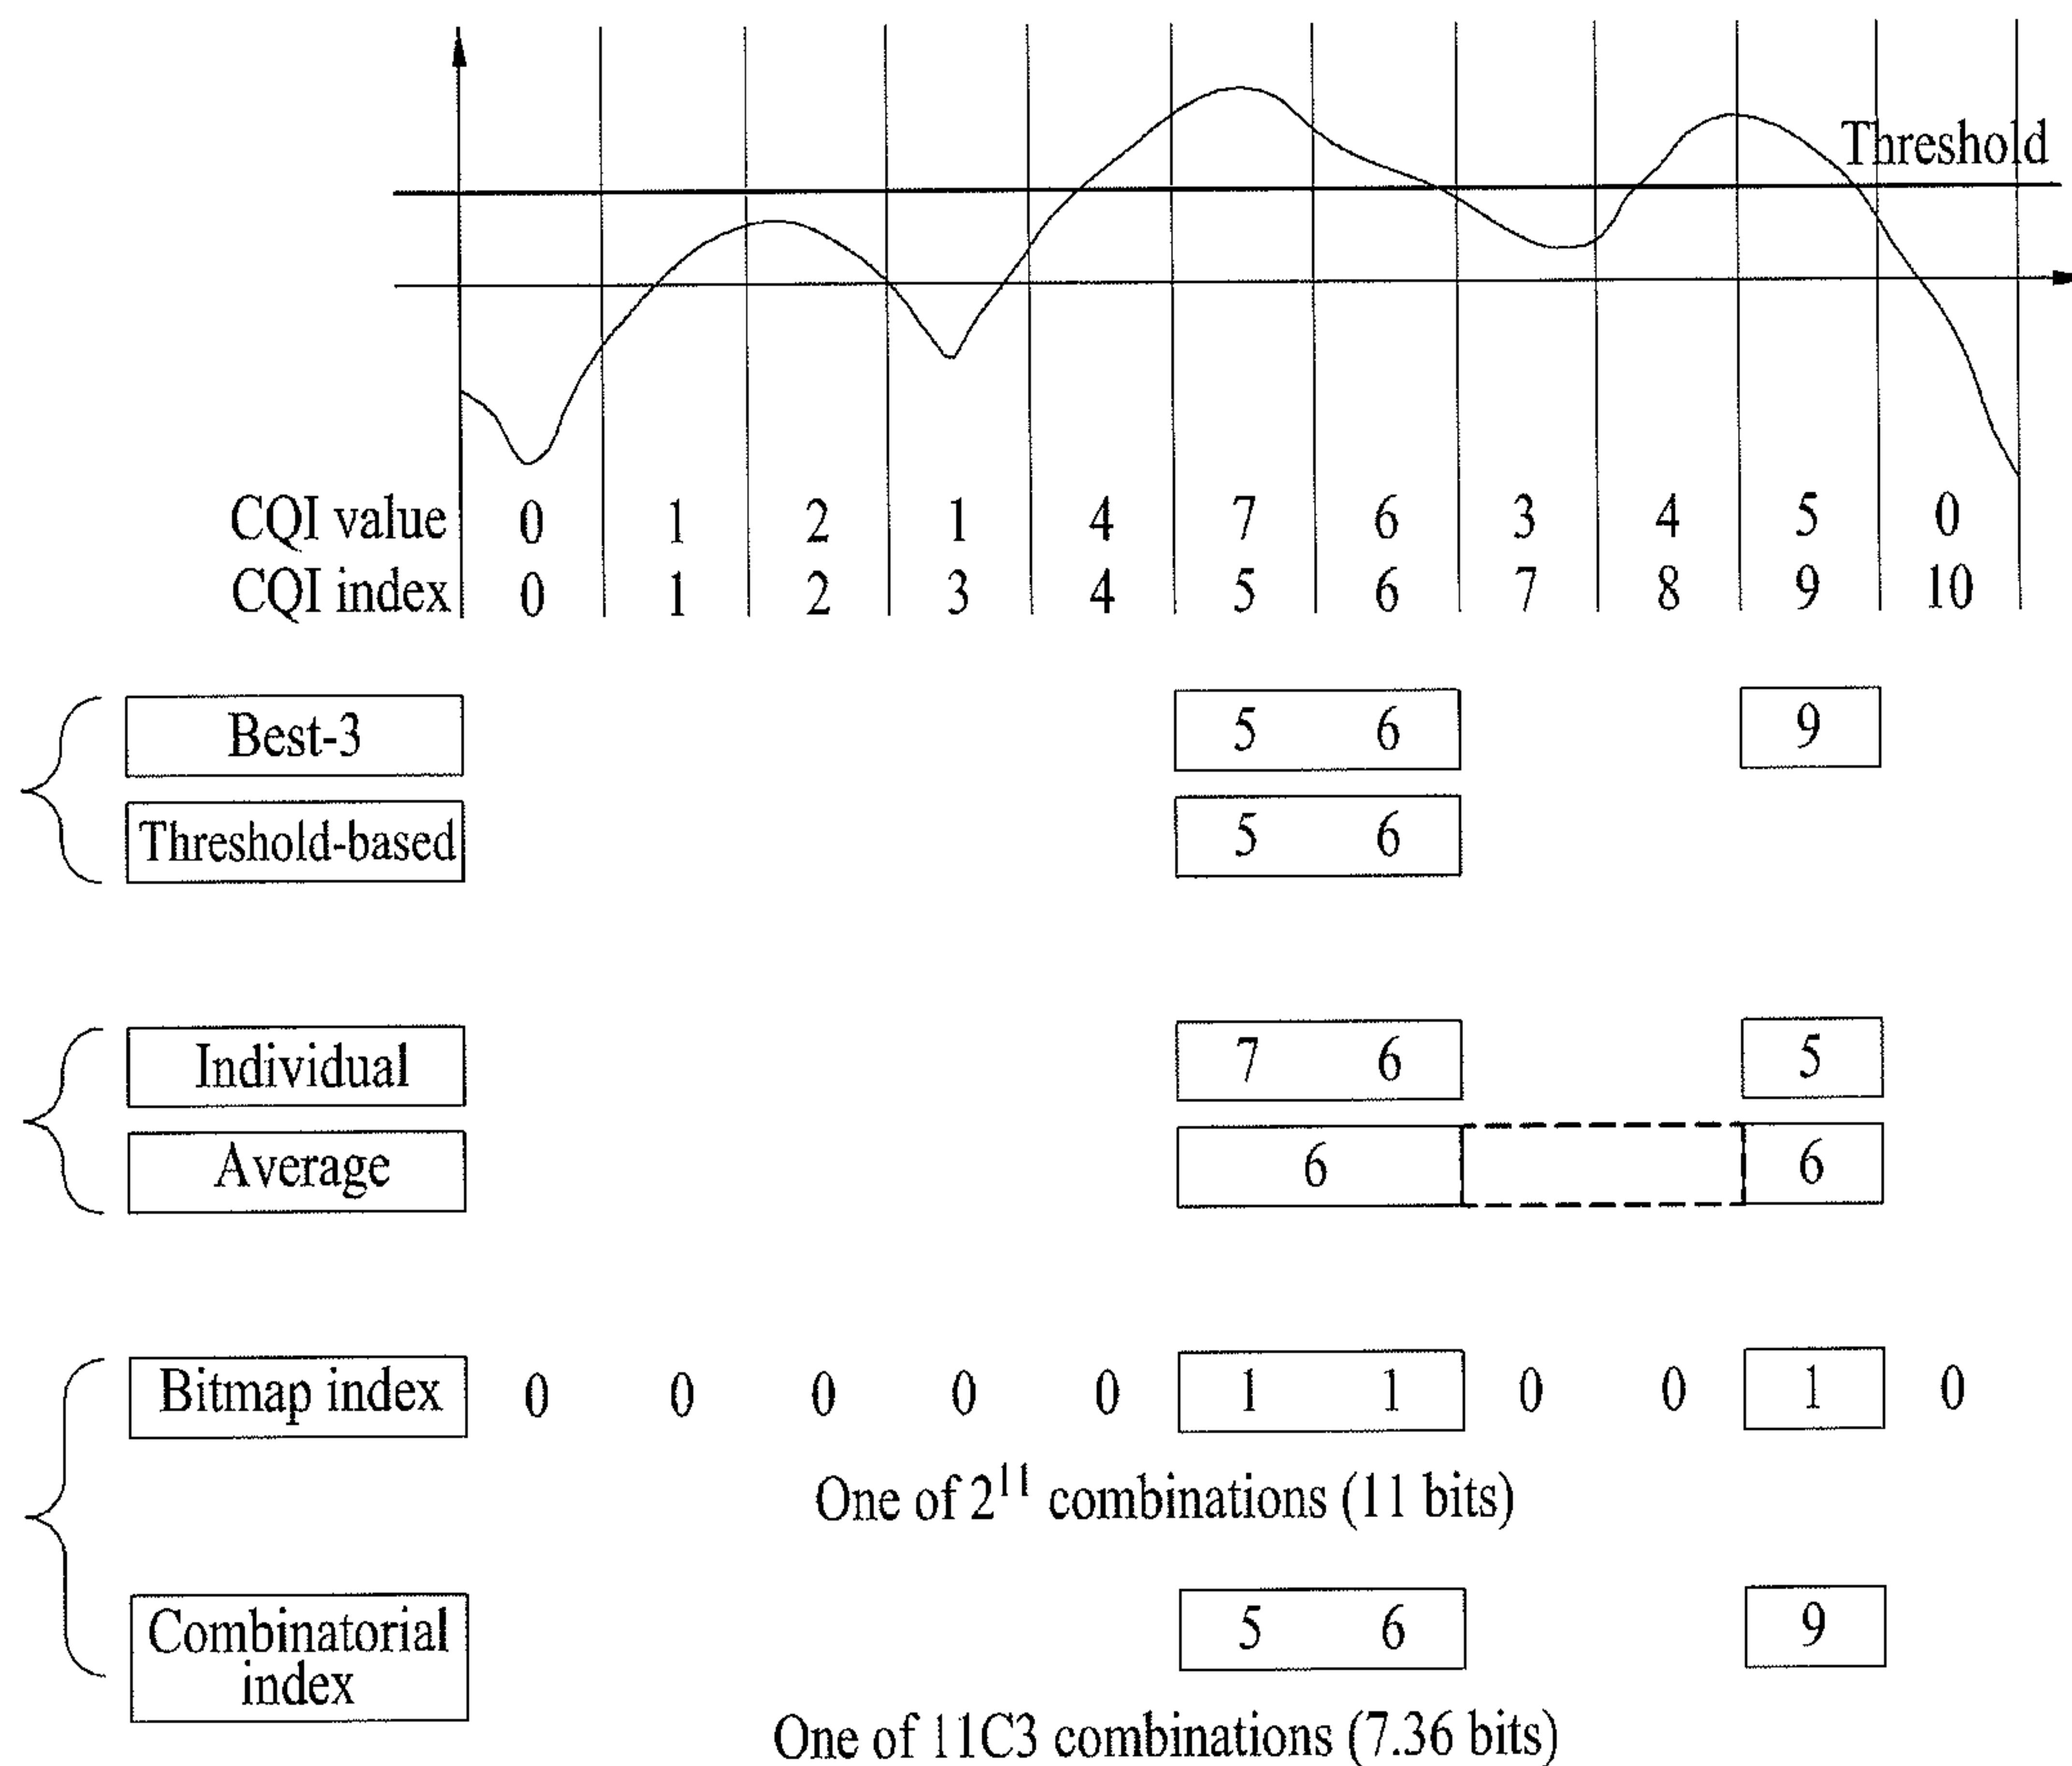 Threshold
CQI value 0 1 2 1 4 7 6 3 4 5 0
CQI index 0 1 2 3 4 5 6 7 8 9 10
Best-3 5 6 9
Threshold-based 5 6
Individual 7 6 5
Average 6 6
Bitmap index 0 0 0 0 0 1 1 0 0 1 0
One of 2¹¹ combinations (11 bits)
Combinatorial
index
5 6 9
One of 11C3 combinations (7.36 bits)